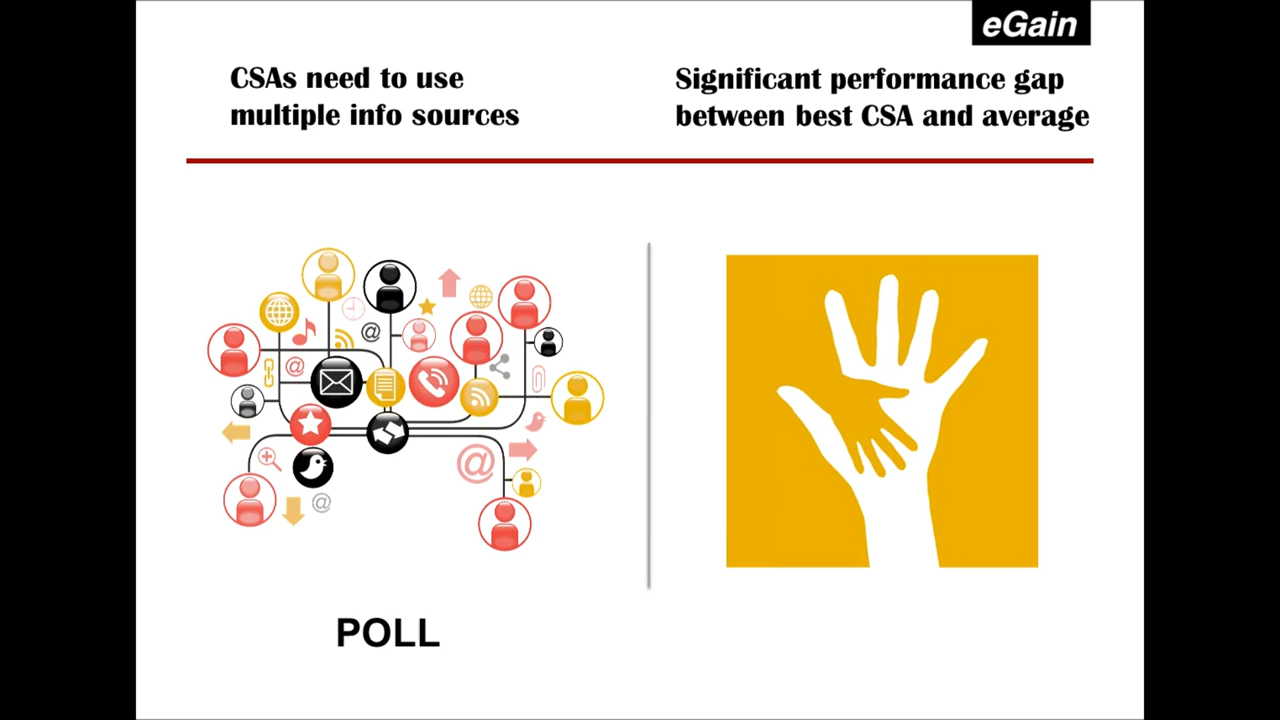 eGain
CSAs need to use
multiple info sources
Significant performance gap
between best CSA and average
@
@
@
@
POLL